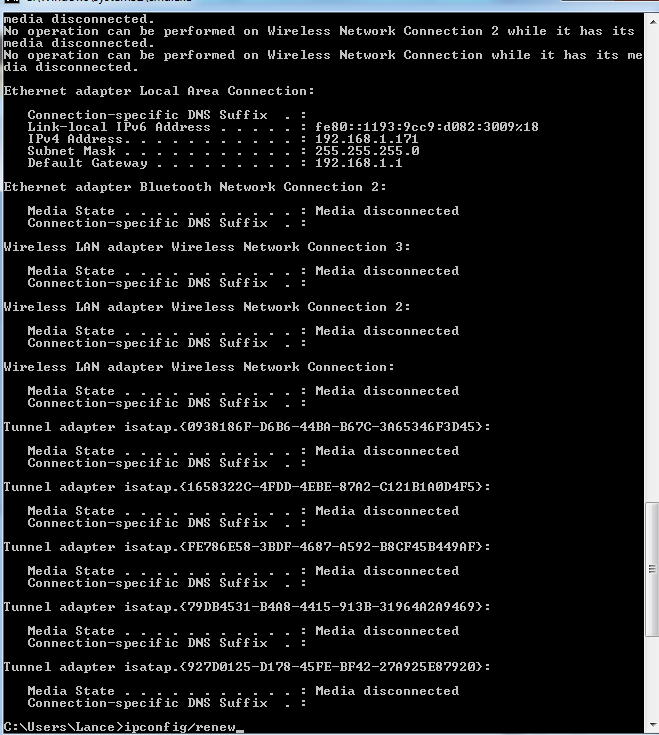 media disconnected.
No operation can be performed on Wireless Network Connection 2 while it has its
media disconnected.
No operation can be performed on Wireless Network Connection while it has its me
dia disconnected.
Ethernet adapter Local Area Connection:
Connection-specific DNS Suffix  . :
Link-local IPv6 Address . . . . . : fe80::1193:9cc9:d082:3009%18
IPv4 Address. . . . . . . . . . . : 192.168.1.171
Subnet Mask . . . . . . . . . . . : 255.255.255.0
Default Gateway . . . . . . . . . : 192.168.1.1
Ethernet adapter Bluetooth Network Connection 2:
Media State . . . . . . . . . . . : Media disconnected
Connection-specific DNS Suffix  . :
Wireless LAN adapter Wireless Network Connection 3:
Media State . . . . . . . . . . . : Media disconnected
Connection-specific DNS Suffix  . :
Wireless LAN adapter Wireless Network Connection 2:
Media State . . . . . . . . . . . : Media disconnected
Connection-specific DNS Suffix  . :
Wireless LAN adapter Wireless Network Connection:
Media State . . . . . . . . . . . : Media disconnected
Connection-specific DNS Suffix  . :
Tunnel adapter isatap.{0938186F-D6B6-44BA-B67C-3A65346F3D45}:
Media State . . . . . . . . . . . : Media disconnected
Connection-specific DNS Suffix  . :
Tunnel adapter isatap.{1658322C-4FDD-4EBE-87A2-C121B1A0D4F5}:
Media State . . . . . . . . . . . : Media disconnected
Connection-specific DNS Suffix  . :
Tunnel adapter isatap.{FE786E58-3BDF-4687-A592-B8CF45B449AF}:
Media State . . . . . . . . . . . : Media disconnected
Connection-specific DNS Suffix  . :
Tunnel adapter isatap.{79DB4531-B4A8-4415-913B-31964A2A9469}:
Media State . . . . . . . . . . . : Media disconnected
Connection-specific DNS Suffix  . :
Tunnel adapter isatap.{927D0125-D178-45FE-BF42-27A925E87920}:
Media State . . . . . . . . . . . : Media disconnected
Connection-specific DNS Suffix  . :
C:\Users\Lance>ipconfig/renew_